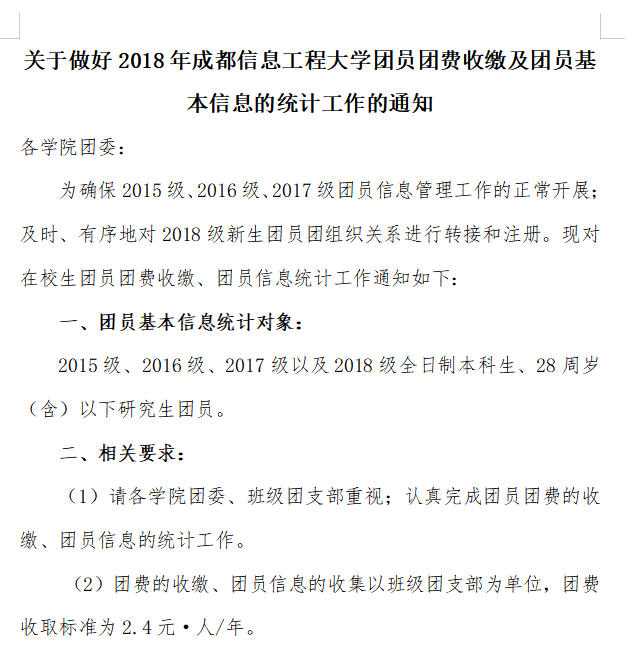 关于做好 2018 年成都信息工程大学团员团费收缴及团员基
本信息的统计工作的通知
各学院团委：
为确保 2015 级、2016 级、2017 级团员信息管理工作的正常开展；
及时、有序地对 2018 级新生团员团组织关系进行转接和注册。现对
在校生团员团费收缴、团员信息统计工作通知如下：
一、团员基本信息统计对象：
2015 级、2016 级、2017 级以及 2018 级全日制本科生、28 周岁
（含）以下研究生团员。
二、相关要求：
（1）请各学院团委、班级团支部重视；认真完成团员团费的收
缴、团员信息的统计工作。
（2）团费的收缴、团员信息的收集以班级团支部为单位，团费
收取标准为 2.4 元·人/年。